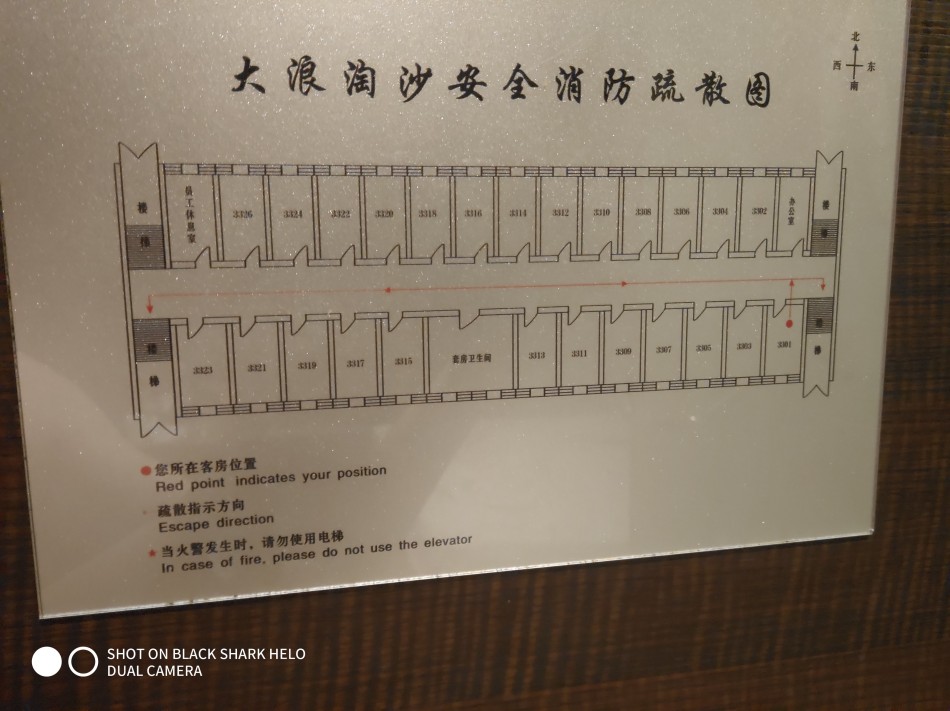 大浪淘沙安全消防疏散图
北
西 东
南
楼梯
员工休息室
3326
3324
3322
3320
3318
3316
3314
3312
3310
3308
3306
3304
3302
办公室
楼梯
楼梯
3323
3321
3319
3317
3315
套房卫生间
3313
3311
3309
3307
3305
3303
3301
楼梯
您所在客房位置
Red point indicates your position
疏散指示方向
Escape direction
当火警发生时，请勿使用电梯
In case of fire, please do not use the elevator
SHOT ON BLACK SHARK HELO
DUAL CAMERA